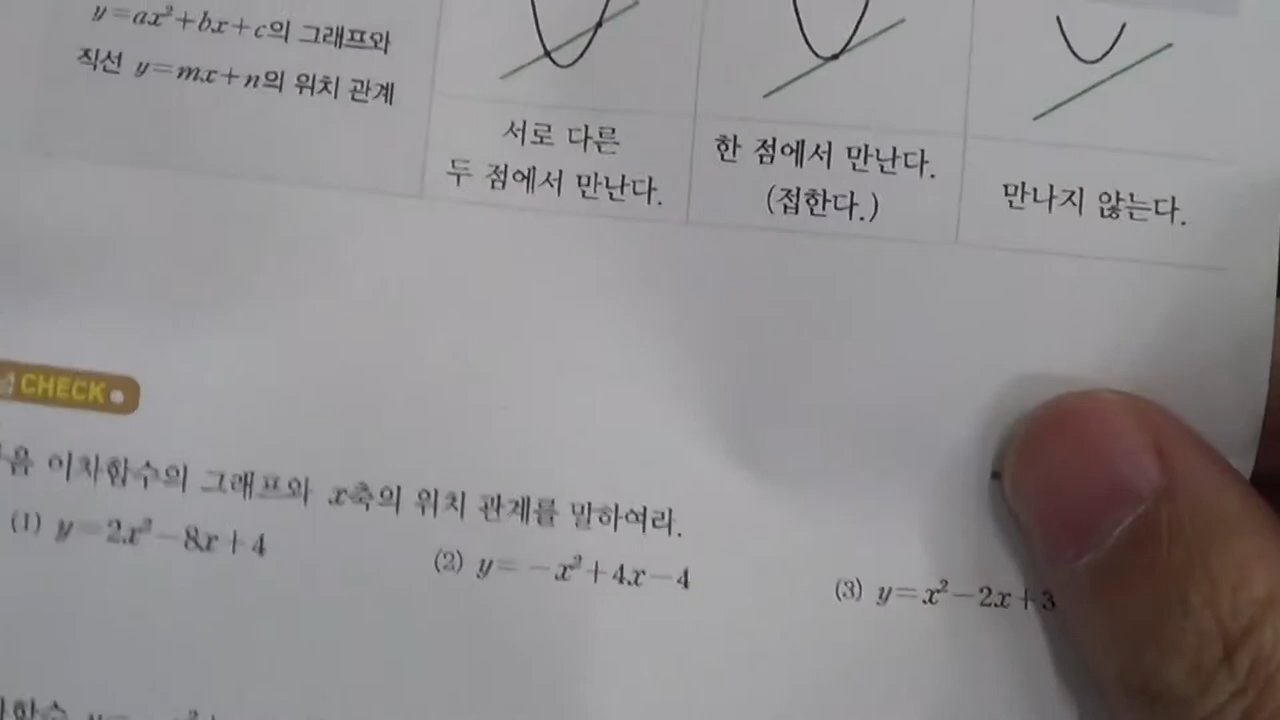 y=ax²+bx+c의 그래프와
직선 y=mx+n의 위치 관계
서로 다른
두 점에서 만난다.
한 점에서 만난다.
(접한다.)
만나지 않는다.
CHECK
이차함수의 그래프와 x축의 위치 관계를 말하여라.
(1) y=2x²-8x+4
(2) y=-x²+4x-4
(3) y=x²-2x+3